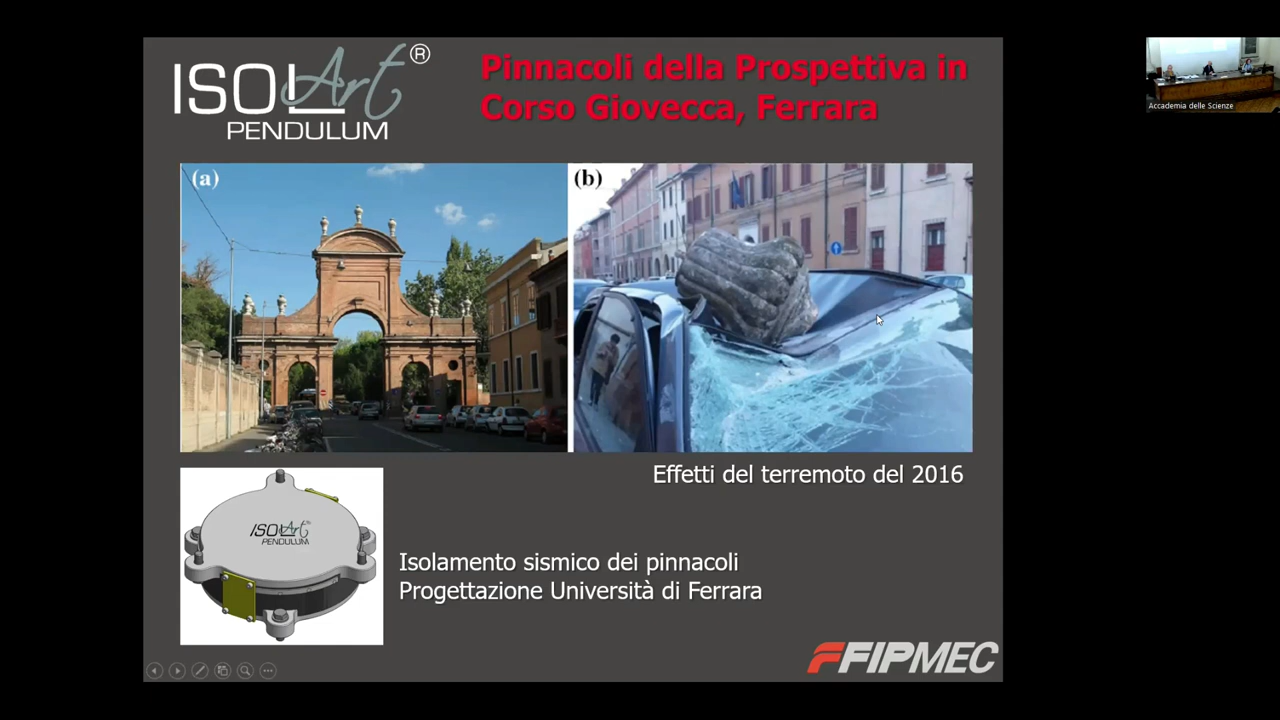 ISOLArt®
PENDULUM
Pinnacoli della Prospettiva in
Corso Giovecca, Ferrara
(a)
(b)
Effetti del terremoto del 2016
ISOLArt
PENDULUM
Isolamento sismico dei pinnacoli
Progettazione Università di Ferrara
FIPMEC
Accademia delle Scienze